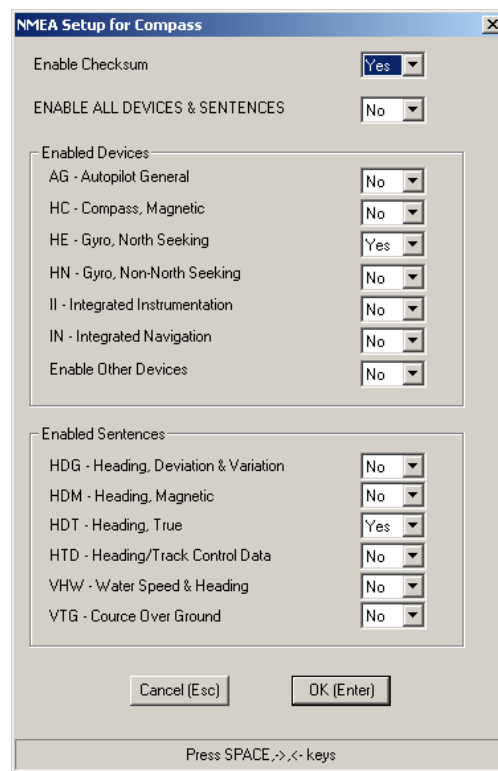 NMEA Setup for Compass
Enable Checksum Yes
ENABLE ALL DEVICES & SENTENCES No
Enabled Devices
AG - Autopilot General No
HC - Compass, Magnetic No
HE - Gyro, North Seeking Yes
HN - Gyro, Non-North Seeking No
II - Integrated Instrumentation No
IN - Integrated Navigation No
Enable Other Devices No
Enabled Sentences
HDG - Heading, Deviation & Variation No
HDM - Heading, Magnetic No
HDT - Heading, True Yes
HTD - Heading/Track Control Data No
VHW - Water Speed & Heading No
VTG - Cource Over Ground No
Cancel (Esc) OK (Enter)
Press SPACE,->,<- keys